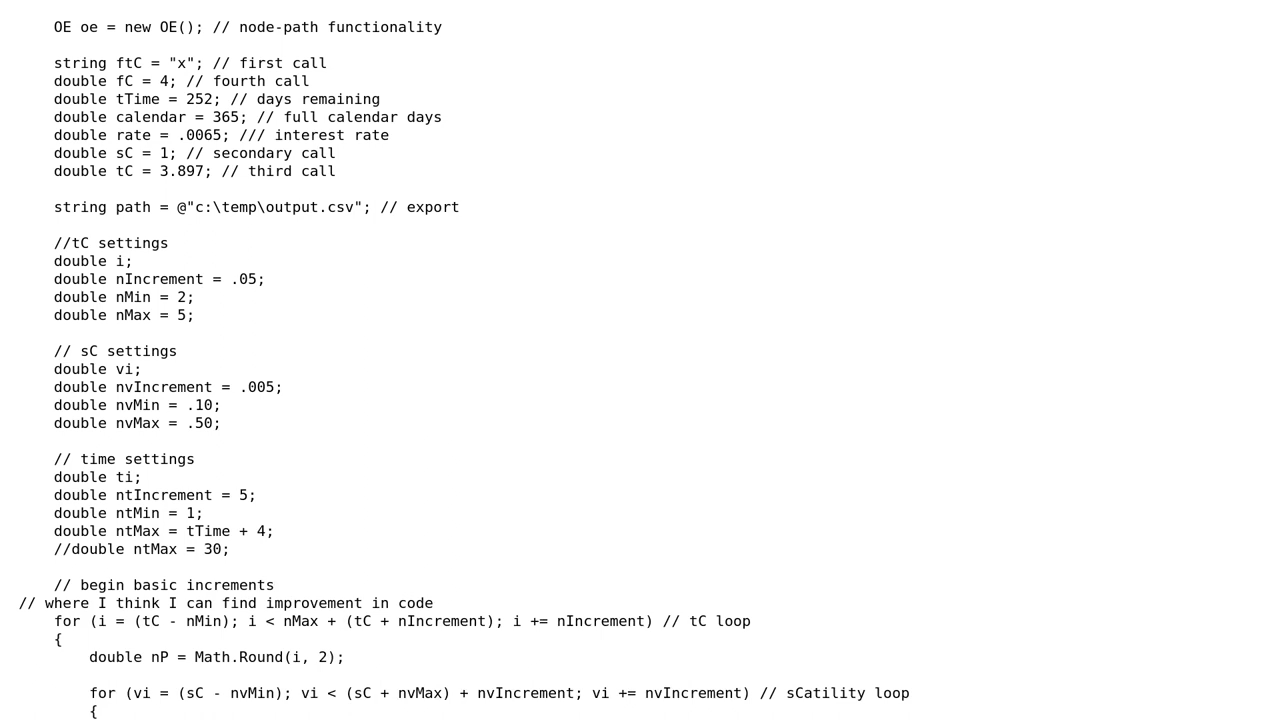 OE oe = new OE(); // node-path functionality
string ftC = "x"; // first call
double fC = 4; // fourth call
double tTime = 252; // days remaining
double calendar = 365; // full calendar days
double rate = .0065; /// interest rate
double sC = 1; // secondary call
double tC = 3.897; // third call
string path = @"c:\temp\output.csv"; // export
//tC settings
double i;
double nIncrement = .05;
double nMin = 2;
double nMax = 5;
// sC settings
double vi;
double nvIncrement = .005;
double nvMin = .10;
double nvMax = .50;
// time settings
double ti;
double ntIncrement = 5;
double ntMin = 1;
double ntMax = tTime + 4;
//double ntMax = 30;
// begin basic increments
// where I think I can find improvement in code
for (i = (tC - nMin); i < nMax + (tC + nIncrement); i += nIncrement) // tC loop
{
double nP = Math.Round(i, 2);
for (vi = (sC - nvMin); vi < (sC + nvMax) + nvIncrement; vi += nvIncrement) // sCatility loop
{